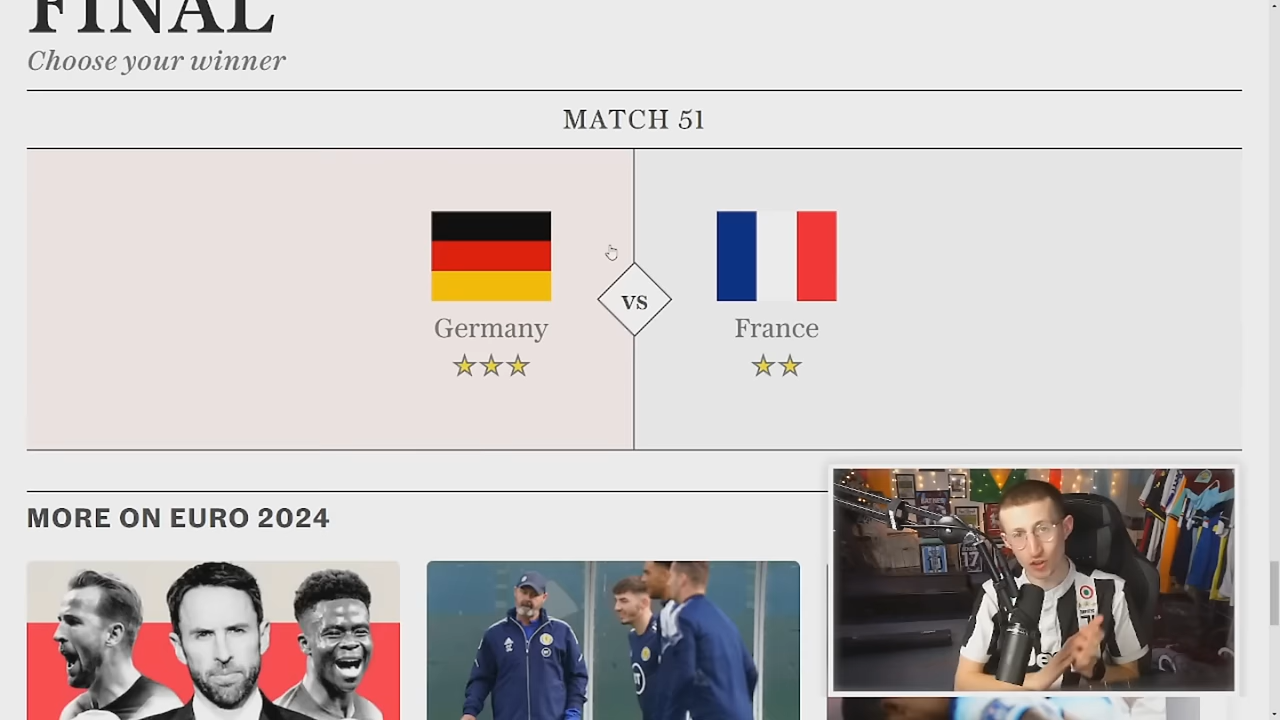 FINAL
Choose your winner
MATCH 51
VS
Germany
France
MORE ON EURO 2024